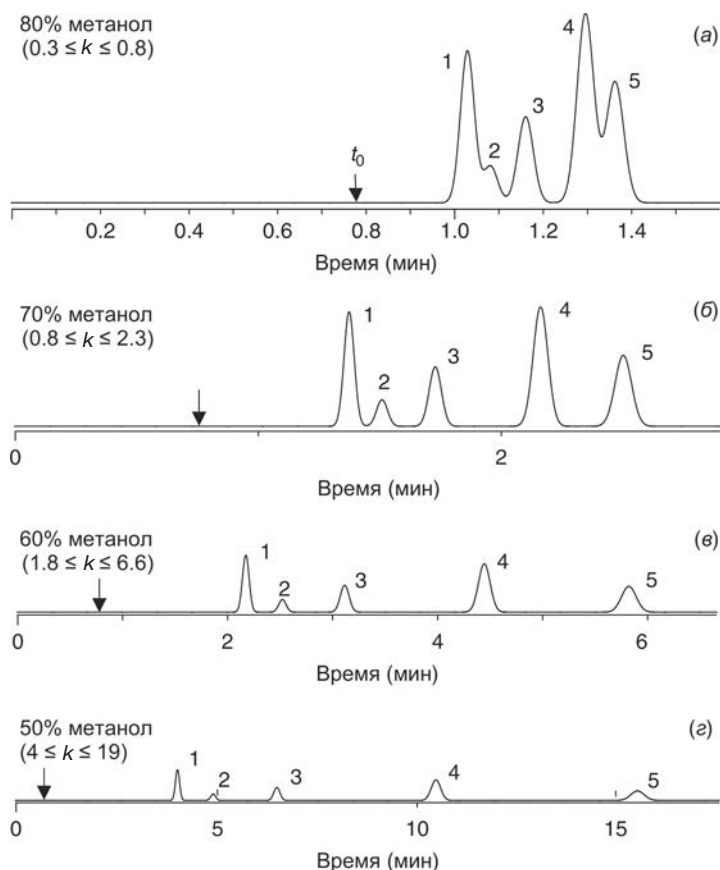 80% метанол
(0.3 ≤ k ≤ 0.8)
(а)
t0
1
2
3
4
5
0.2 0.4 0.6 0.8 1.0 1.2 1.4
Время (мин)
70% метанол
(0.8 ≤ k ≤ 2.3)
(б)
1
2
3
4
5
0 2
Время (мин)
60% метанол
(1.8 ≤ k ≤ 6.6)
(в)
1
2
3
4
5
0 2 4 6
Время (мин)
50% метанол
(4 ≤ k ≤ 19)
(г)
1
2
3
4
5
0 5 10 15
Время (мин)